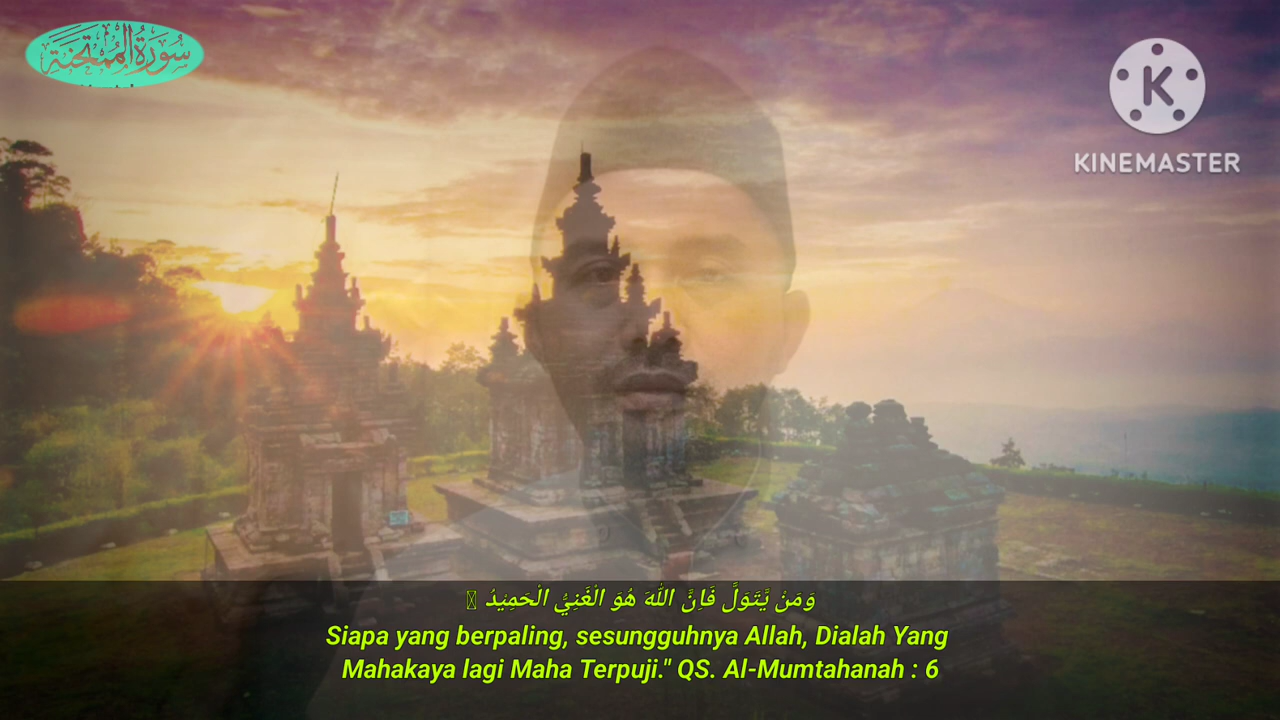 سُورَةُ الْمُمْتَحَنَةِ
KINEMASTER
وَمَنْ يَّتَوَلَّ فَاِنَّ اللّٰهَ هُوَ الْغَنِيُّ الْحَمِيْدُ
Siapa yang berpaling, sesungguhnya Allah, Dialah Yang
Mahakaya lagi Maha Terpuji." QS. Al-Mumtahanah : 6